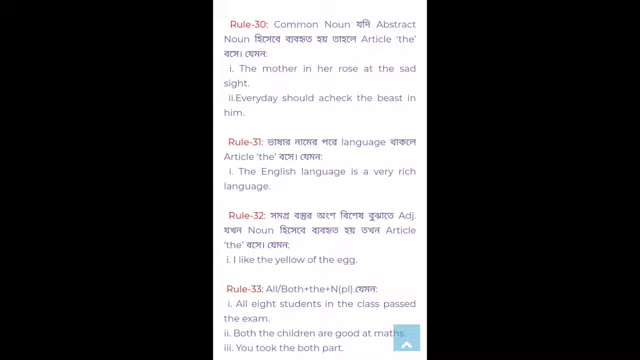 Rule-30: Common Noun যদি Abstract
Noun হিসেবে ব্যবহৃত হয় তাহলে Article 'the'
বসে। যেমন:
i. The mother in her rose at the sad
sight.
ii.Everyday should acheck the beast in
him.
Rule-31: ভাষার নামের পরে language থাকলে
Article 'the' বসে। যেমন:
i. The English language is a very rich
language.
Rule-32: সমগ্র বস্তুর অংশ বিশেষ বুঝাতে Adj.
যখন Noun হিসেবে ব্যবহৃত হয় তখন Article
'the' বসে। যেমন:
i. I like the yellow of the egg.
Rule-33: All/Both+the+N(pl).যেমন:
i. All eight students in the class passed
the exam.
ii. Both the children are good at maths.
iii. You took the both part.